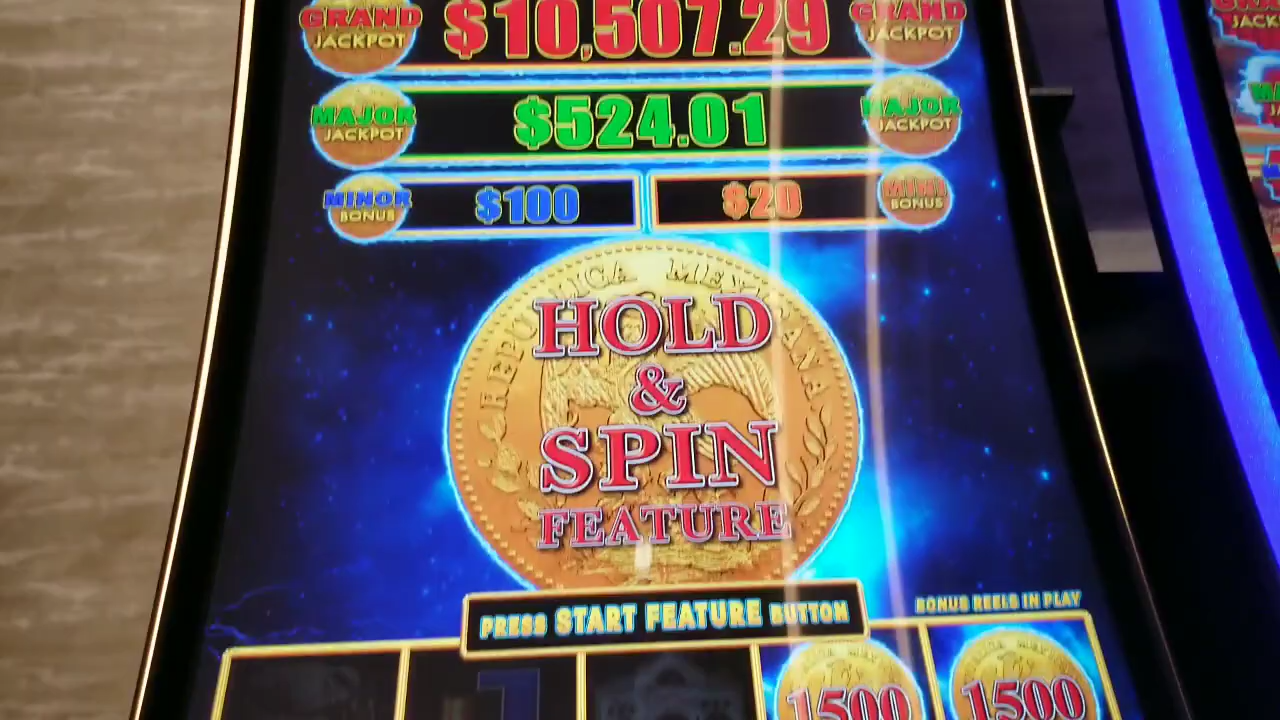 GRAND JACKPOT $10,507.29 GRAND JACKPOT
MAJOR JACKPOT $524.01 MAJOR JACKPOT
MINOR BONUS $100 $20 MINI BONUS
REPUBLICA MEXICANA
HOLD
&
SPIN
FEATURE
PRESS START FEATURE BUTTON
BONUS REELS IN PLAY
1500 1500